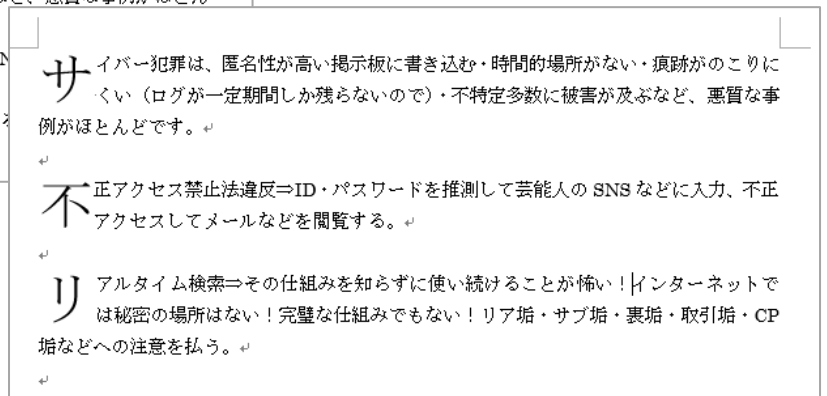 サイバー犯罪は、匿名性が高い掲示板に書き込む・時間的場所がない・痕跡がのこりに
くい（ログが一定期間しか残らないので）・不特定多数に被害が及ぶなど、悪質な事
例がほとんどです。
不正アクセス禁止法違反⇒ID・パスワードを推測して芸能人の SNS などに入力、不正
アクセスしてメールなどを閲覧する。
リアルタイム検索⇒その仕組みを知らずに使い続けることが怖い！インターネットで
は秘密の場所はない！完璧な仕組みでもない！リア垢・サブ垢・裏垢・取引垢・CP
垢などへの注意を払う。